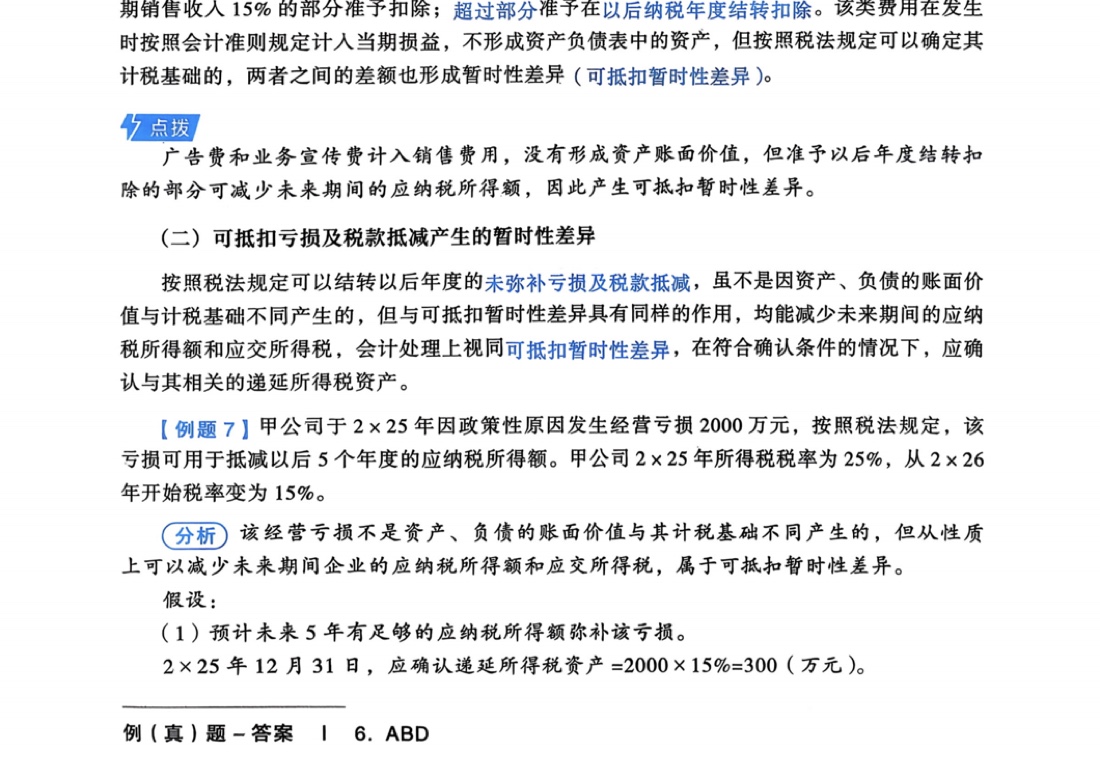 期销售收入 15% 的部分准予扣除；超过部分准予在以后纳税年度结转扣除。该类费用在发生
时按照会计准则规定计入当期损益，不形成资产负债表中的资产，但按照税法规定可以确定其
计税基础的，两者之间的差额也形成暂时性差异（可抵扣暂时性差异）。
点拨
广告费和业务宣传费计入销售费用，没有形成资产账面价值，但准予以后年度结转扣
除的部分可减少未来期间的应纳税所得额，因此产生可抵扣暂时性差异。
（二）可抵扣亏损及税款抵减产生的暂时性差异
按照税法规定可以结转以后年度的未弥补亏损及税款抵减，虽不是因资产、负债的账面价
值与计税基础不同产生的，但与可抵扣暂时性差异具有同样的作用，均能减少未来期间的应纳
税所得额和应交所得税，会计处理上视同可抵扣暂时性差异，在符合确认条件的情况下，应确
认与其相关的递延所得税资产。
【例题 7】甲公司于 2×25 年因政策性原因发生经营亏损 2000 万元，按照税法规定，该
亏损可用于抵减以后 5 个年度的应纳税所得额。甲公司 2×25 年所得税税率为 25%，从 2×26
年开始税率变为 15%。
分析 该经营亏损不是资产、负债的账面价值与其计税基础不同产生的，但从性质
上可以减少未来期间企业的应纳税所得额和应交所得税，属于可抵扣暂时性差异。
假设：
（1）预计未来 5 年有足够的应纳税所得额弥补该亏损。
2×25 年 12 月 31 日，应确认递延所得税资产 =2000×15%=300（万元）。
例（真）题－答案 | 6. ABD